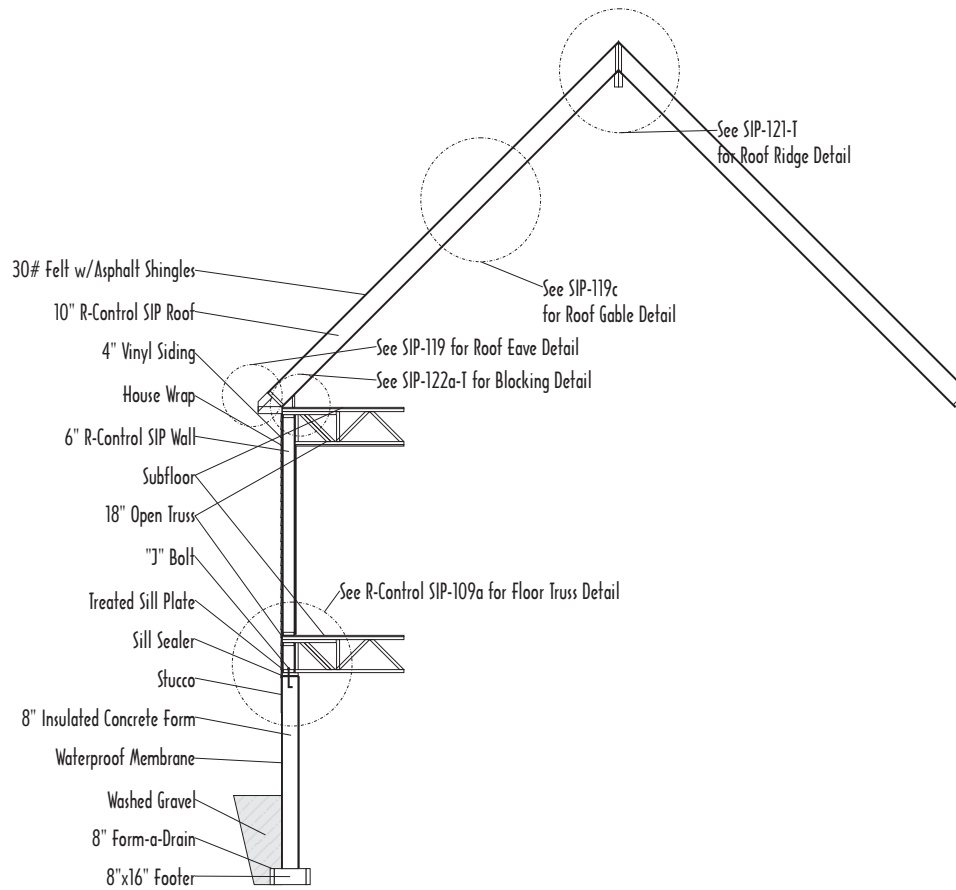 See SIP-121-T
for Roof Ridge Detail
30# Felt w/Asphalt Shingles
See SIP-119c
for Roof Gable Detail
10" R-Control SIP Roof
4" Vinyl Siding
See SIP-119 for Roof Eave Detail
See SIP-122a-T for Blocking Detail
House Wrap
6" R-Control SIP Wall
Subfloor
18" Open Truss
"J" Bolt
See R-Control SIP-109a for Floor Truss Detail
Treated Sill Plate
Sill Sealer
Stucco
8" Insulated Concrete Form
Waterproof Membrane
Washed Gravel
8" Form-a-Drain
8"x16" Footer